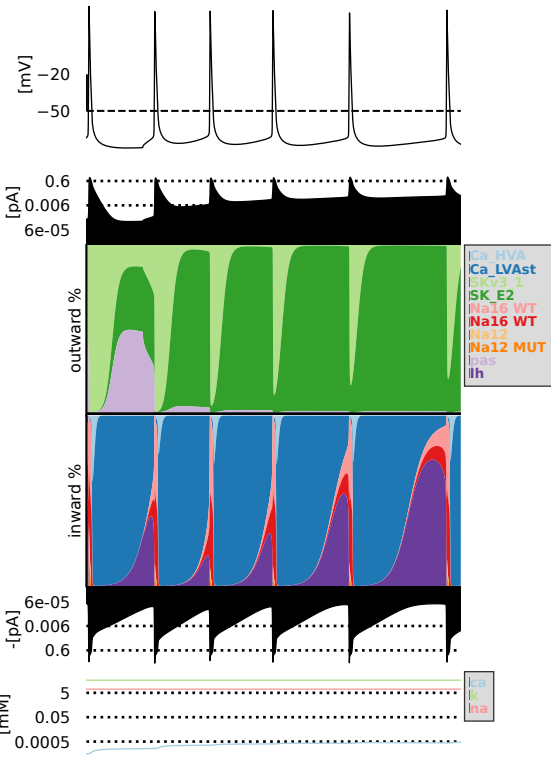 [mV]
−20
−50
[pA]
0.6
0.006
6e-05
outward %
Ca_HVA
Ca_LVAst
SKv3_1
SK_E2
Na16 WT
Na16 WT
Na12
Na12 MUT
pas
Ih
inward %
6e-05
0.006
0.6
-[pA]
ca
k
na
[mM]
5
0.05
0.0005